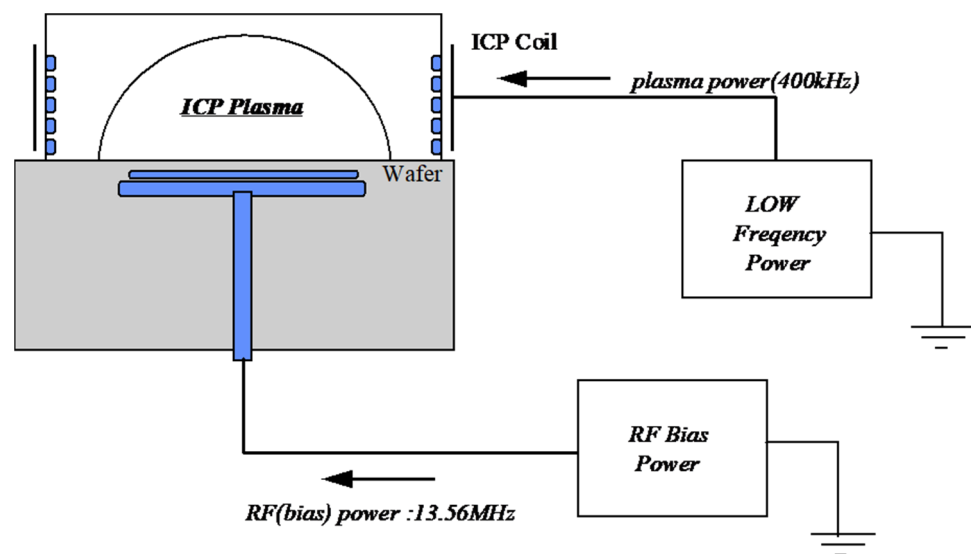 ICP Coil
plasma power(400kHz)
ICP Plasma
Wafer
LOW
Freqency
Power
RF Bias
Power
RF(bias) power :13.56MHz